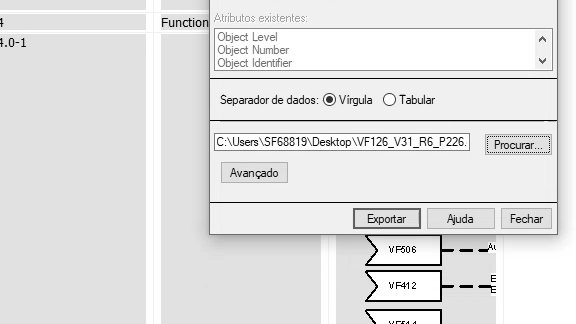 4
Function
4.0-1
Atributos existentes:
Object Level
Object Number
Object Identifier
Separador de dados: Vírgula Tabular
C:\Users\SF68819\Desktop\VF126_V31_R6_P226.
Procurar...
Avançado
Exportar Ajuda Fechar
VF506
VF412